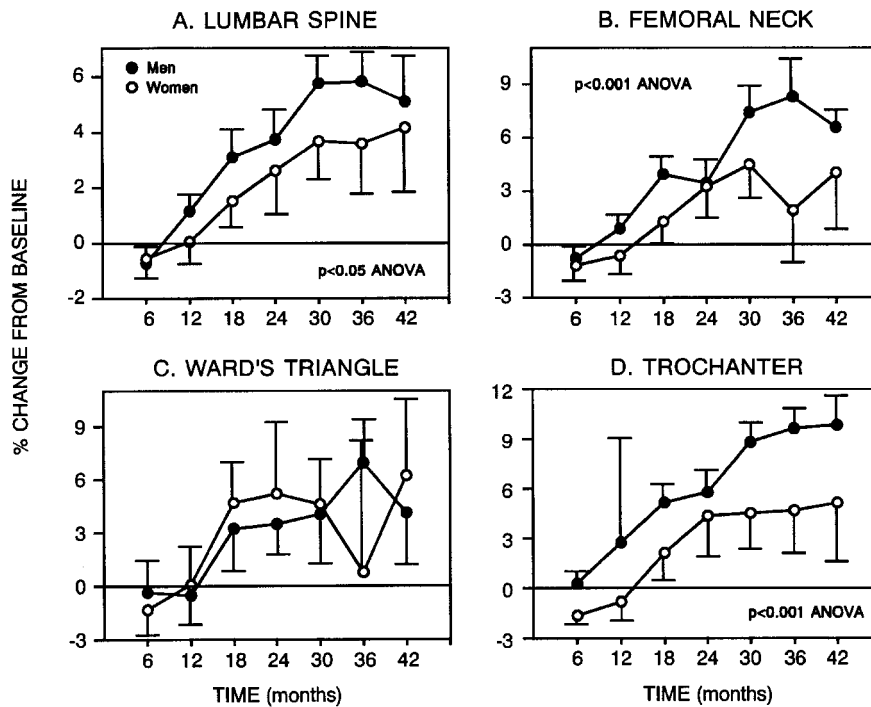 A. LUMBAR SPINE
6
4
2
0
-2
● Men
○ Women
p<0.05 ANOVA
6 12 18 24 30 36 42
B. FEMORAL NECK
9
6
3
0
-3
p<0.001 ANOVA
6 12 18 24 30 36 42
% CHANGE FROM BASELINE
C. WARD'S TRIANGLE
9
6
3
0
-3
6 12 18 24 30 36 42
TIME (months)
D. TROCHANTER
12
9
6
3
0
-3
p<0.001 ANOVA
6 12 18 24 30 36 42
TIME (months)